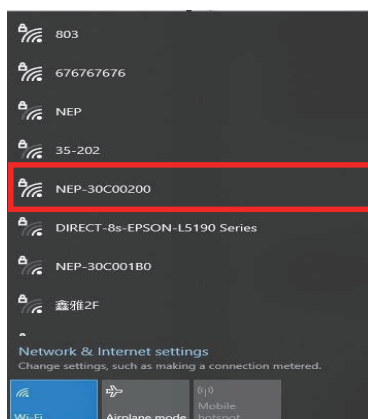 803
676767676
NEP
35-202
NEP-30C00200
DIRECT-8s-EPSON-L5190 Series
NEP-30C001B0
鑫雅2F
Network & Internet settings
Change settings, such as making a connection metered.
Wi-Fi
Airplane mode
Mobile
hotspot